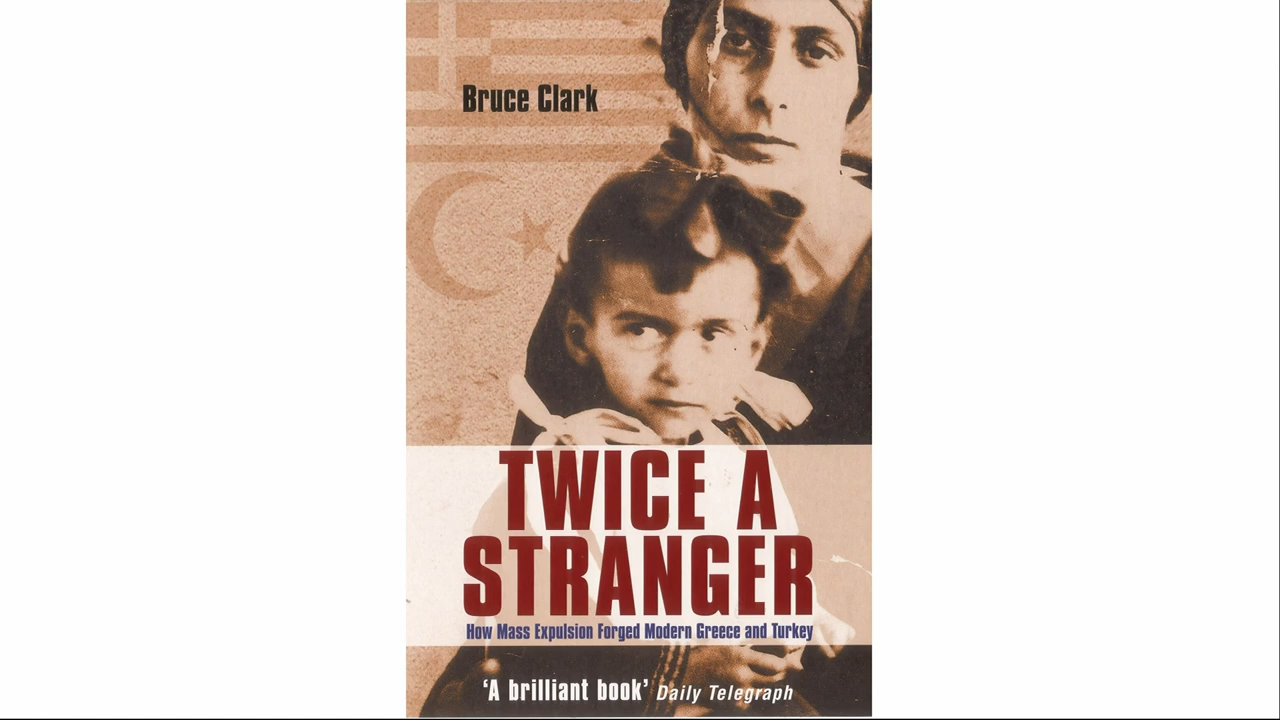 Bruce Clark
TWICE A
STRANGER
How Mass Expulsion Forged Modern Greece and Turkey
‘A brilliant book’ Daily Telegraph